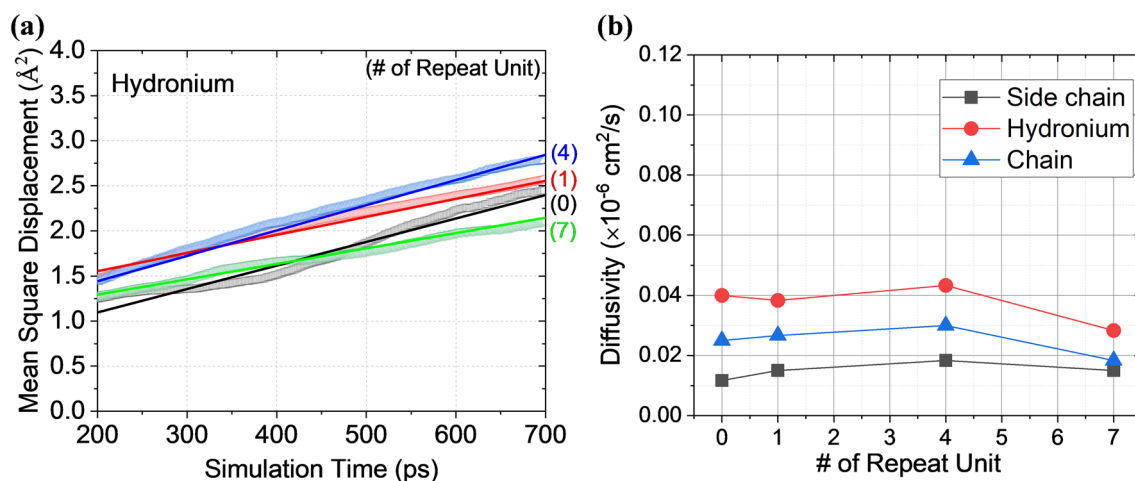 (a)
Mean Square Displacement (Å²)
4.0
3.5
3.0
2.5
2.0
1.5
1.0
0.5
0.0
Hydronium
(# of Repeat Unit)
(4)
(1)
(0)
(7)
200 300 400 500 600 700
Simulation Time (ps)
(b)
Diffusivity (×10⁻⁶ cm²/s)
0.12
0.10
0.08
0.06
0.04
0.02
0.00
Side chain
Hydronium
Chain
0 1 2 3 4 5 6 7
# of Repeat Unit